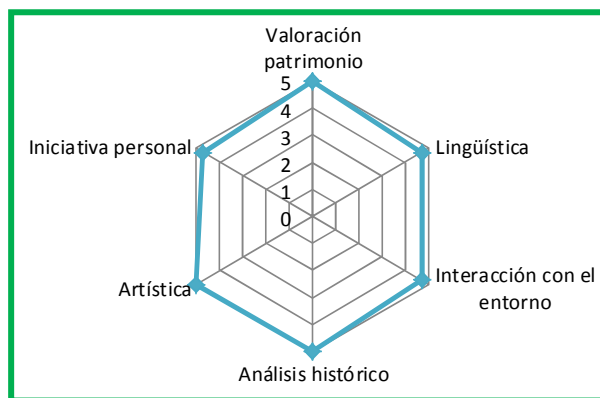 Valoración
patrimonio
5
4
3
2
1
0
Iniciativa personal
Lingüística
Artística
Interacción con el
entorno
Análisis histórico